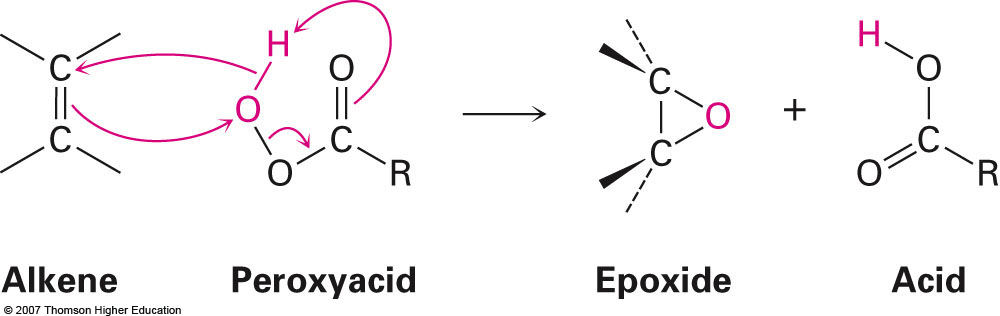 H
O
C
O
C
O
C
R
C
C
O
+
H
O
C
O
R
Alkene
Peroxyacid
Epoxide
Acid
© 2007 Thomson Higher Education